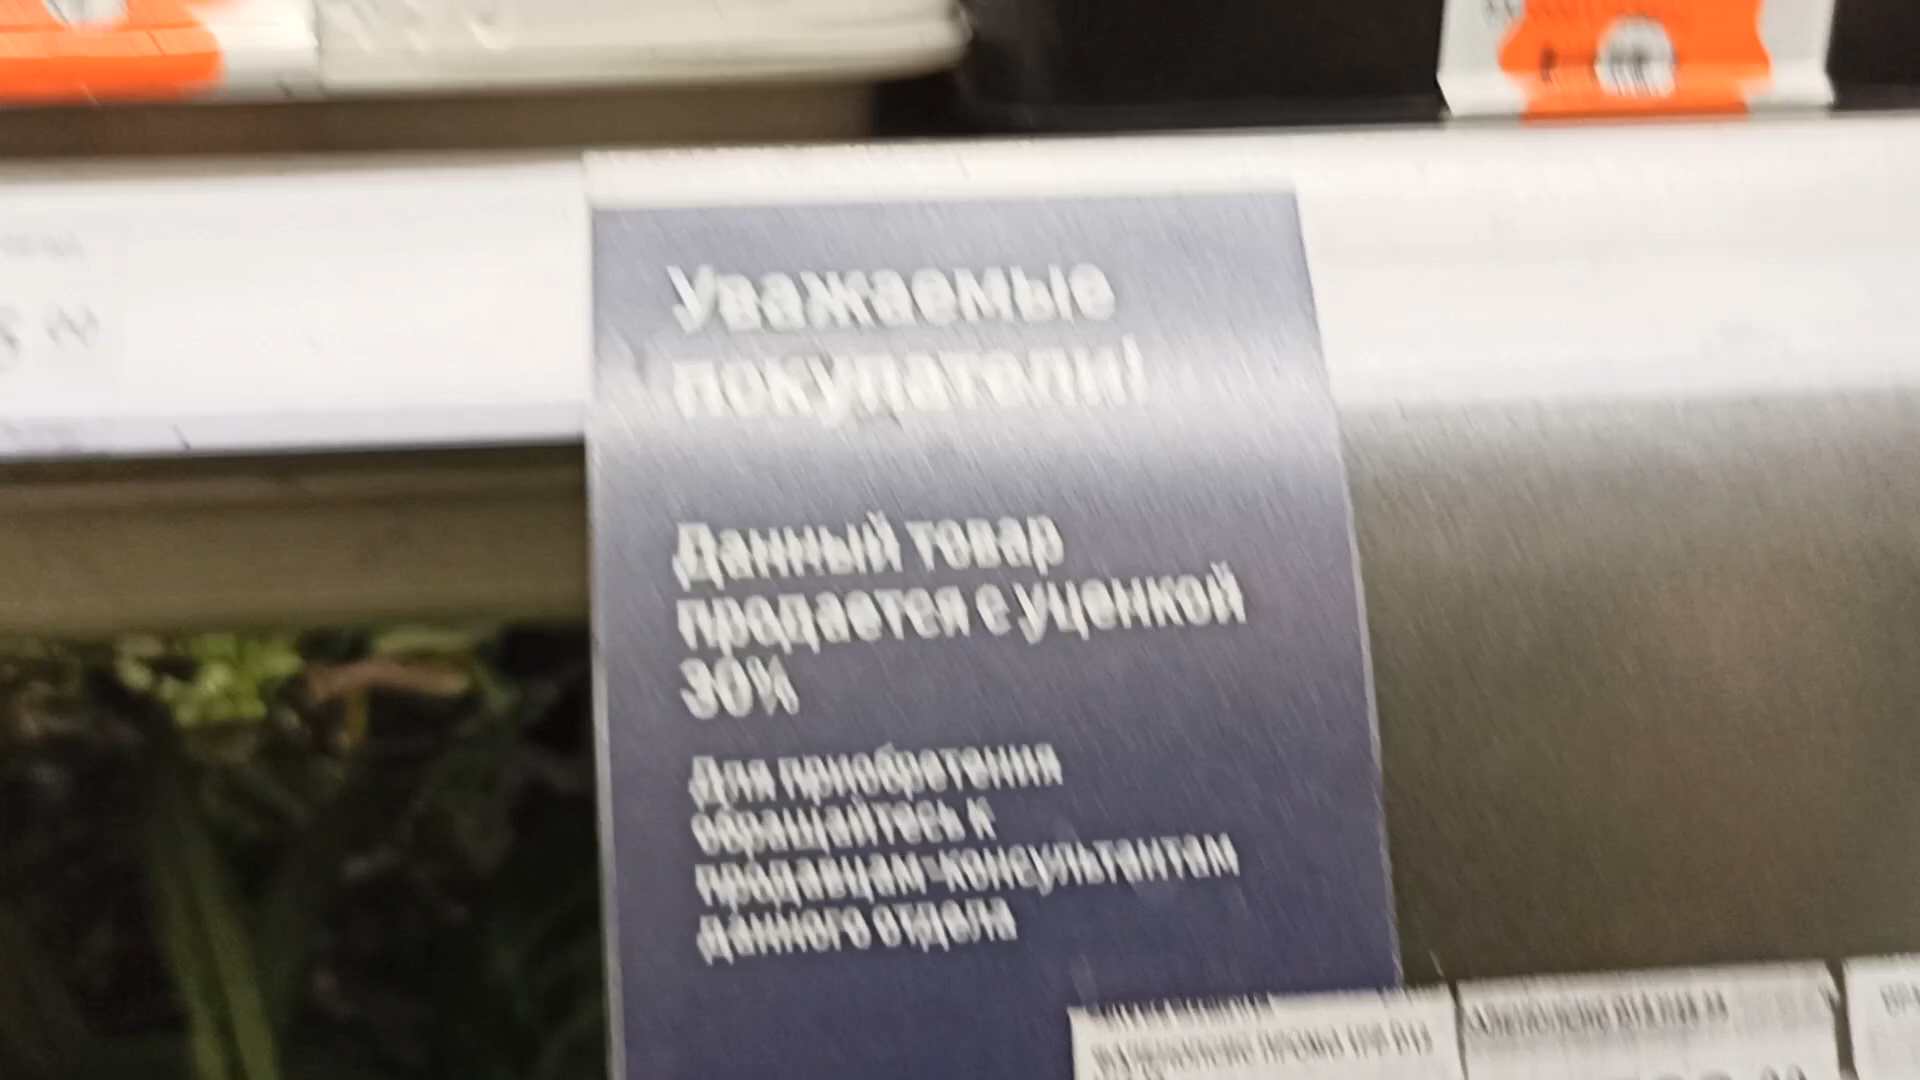 Уважаемые
покупатели!
Данный товар
продается с уценкой
30%
Для приобретения
обращайтесь к
продавцам-консультантам
данного отдела